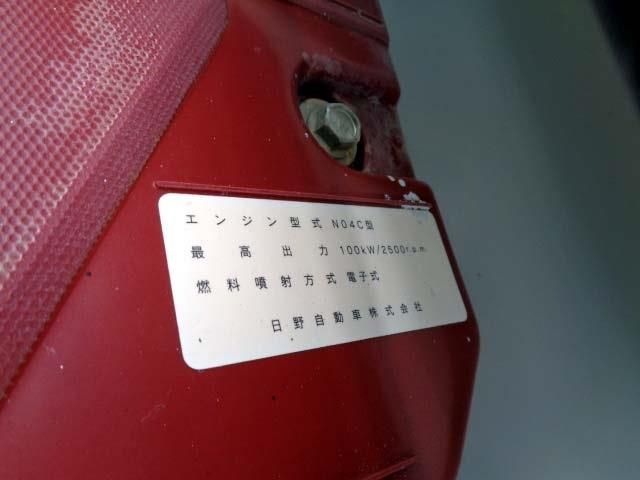 エンジン型式 N04C型
最高出力 100kW/2500r.p.m.
燃料噴射方式 電子式
日野自動車株式会社